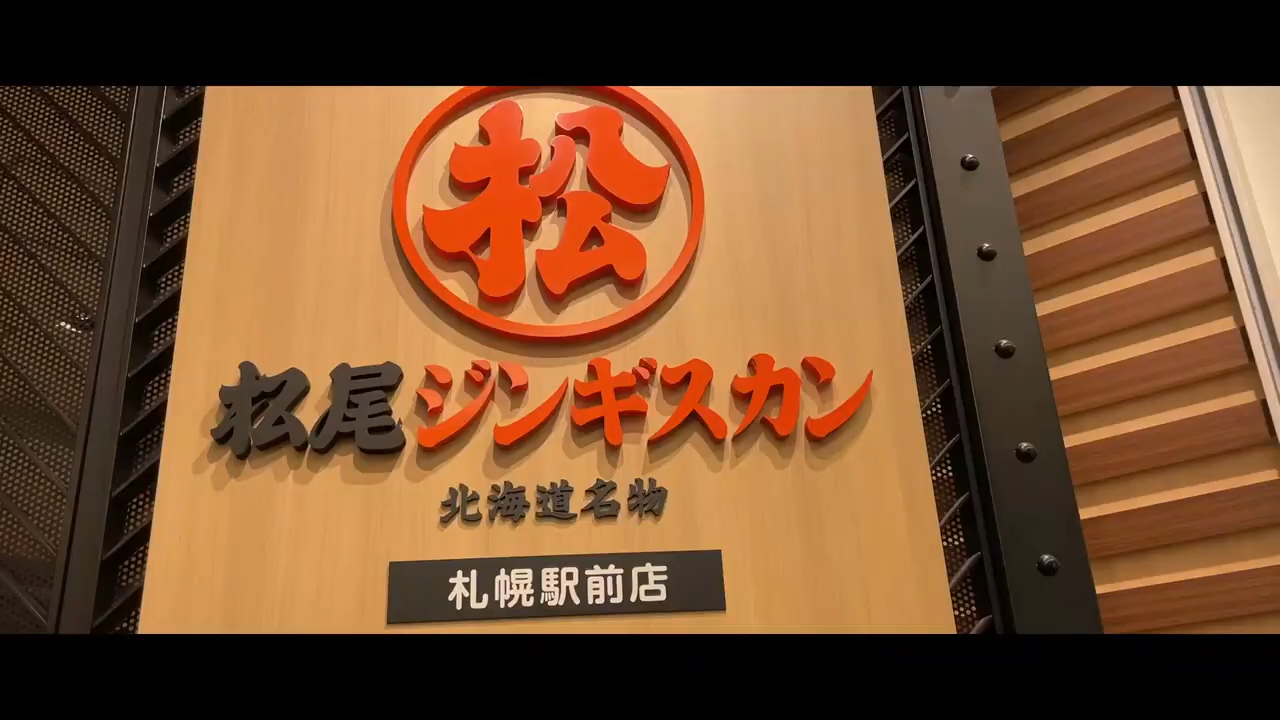 松
松尾ジンギスカン
北海道名物
札幌駅前店